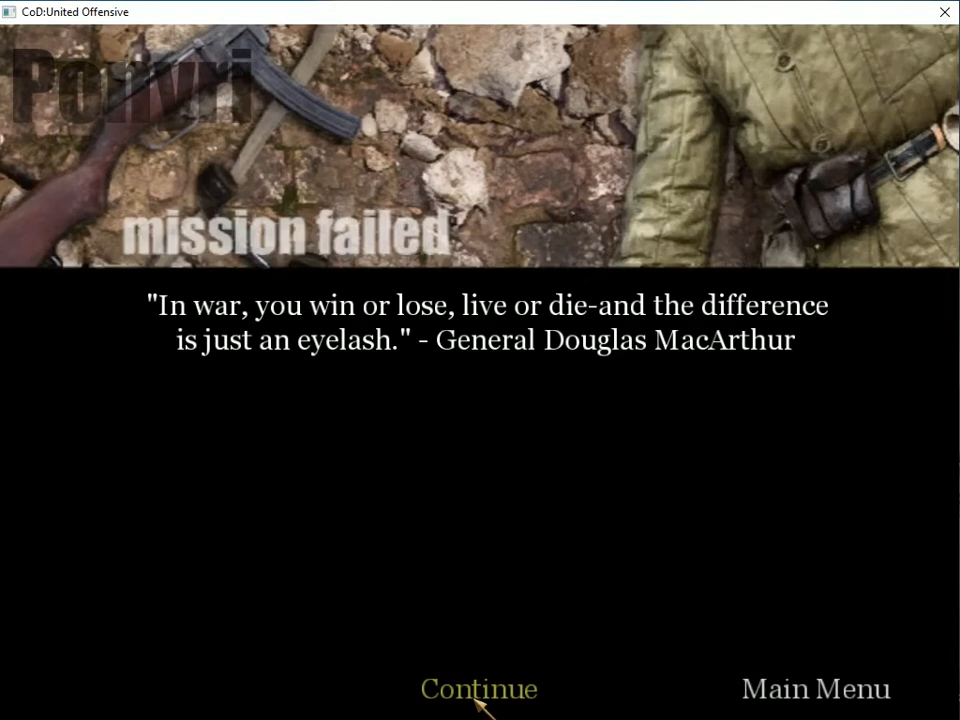 CoD:United Offensive
Ponyri
mission failed
"In war, you win or lose, live or die-and the difference
is just an eyelash." - General Douglas MacArthur
Continue
Main Menu